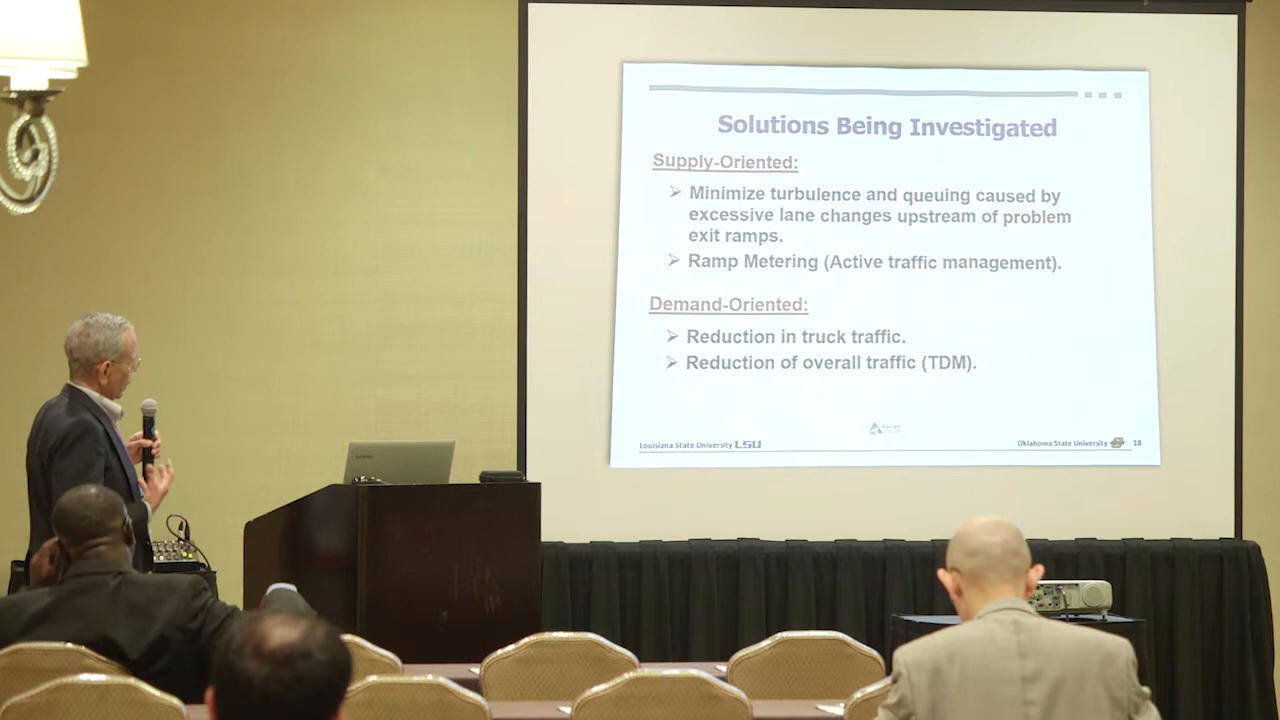 Solutions Being Investigated
Supply-Oriented:
Minimize turbulence and queuing caused by
excessive lane changes upstream of problem
exit ramps.
Ramp Metering (Active traffic management).
Demand-Oriented:
Reduction in truck traffic.
Reduction of overall traffic (TDM).
Louisiana State University LSU
Oklahoma State University 18
Lenovo